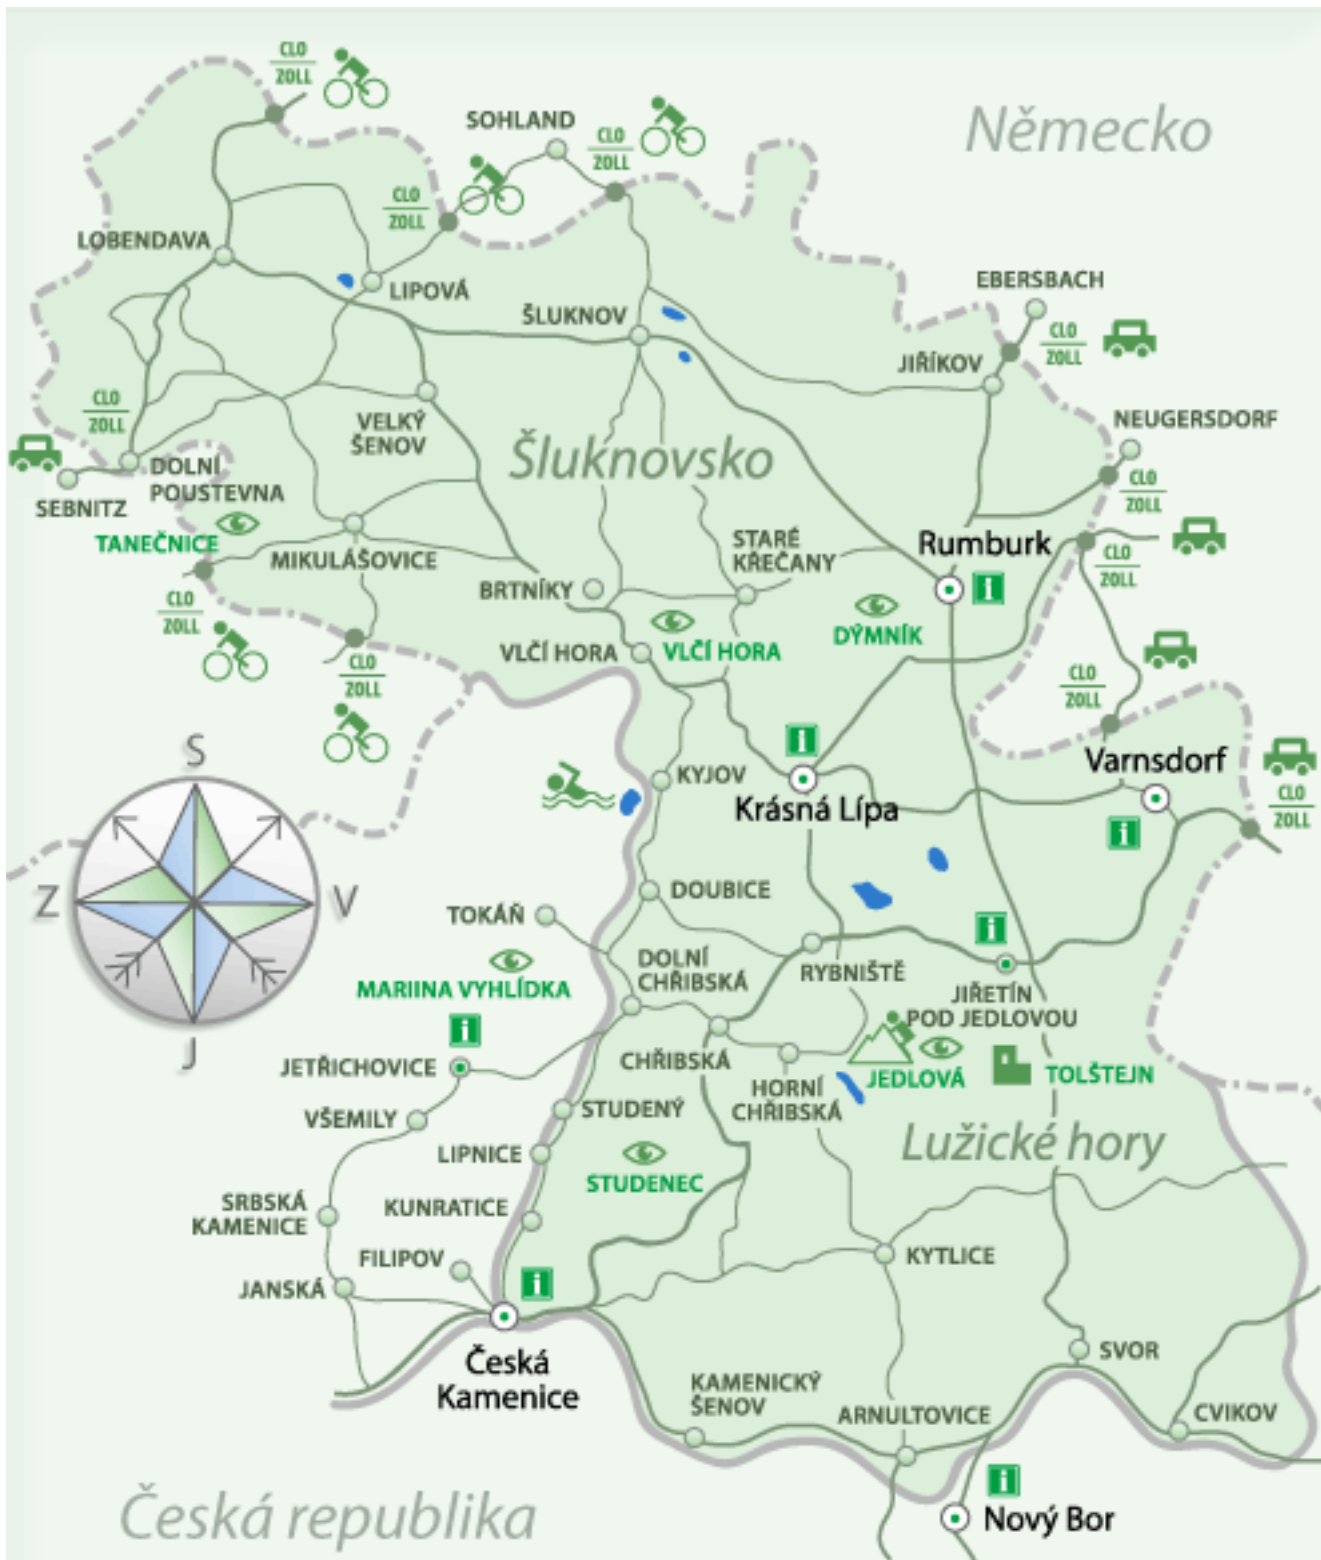 CLO
ZOLL
SOHLAND
CLO
ZOLL
Německo
CLO
ZOLL
LOBENDAVA
LIPOVÁ
EBERSBACH
ŠLUKNOV
CLO
ZOLL
JIŘÍKOV
CLO
ZOLL
VELKÝ
ŠENOV
NEUGERSDORF
Šluknovsko
DOLNÍ
POUSTEVNA
SEBNITZ
CLO
ZOLL
TANEČNICE
MIKULÁŠOVICE
STARÉ
KŘEČANY
Rumburk
i
CLO
ZOLL
BRTNÍKY
CLO
ZOLL
DÝMNÍK
VLČÍ HORA
VLČÍ HORA
CLO
ZOLL
CLO
ZOLL
S
i
Varnsdorf
KYJOV
Krásná Lípa
CLO
ZOLL
i
Z
V
DOUBICE
TOKÁŇ
i
DOLNÍ
CHŘIBSKÁ
RYBNIŠTĚ
MARIINA VYHLÍDKA
JIŘETÍN
POD JEDLOVOU
i
J
JETŘICHOVICE
CHŘIBSKÁ
JEDLOVÁ
TOLŠTEJN
HORNÍ
CHŘIBSKÁ
VŠEMILY
STUDENÝ
Lužické hory
LIPNICE
STUDENEC
SRBSKÁ
KAMENICE
KUNRATICE
FILIPOV
KYTLICE
JANSKÁ
i
Česká
Kamenice
SVOR
KAMENICKÝ
ŠENOV
ARNULTOVICE
CVIKOV
i
Česká republika
Nový Bor